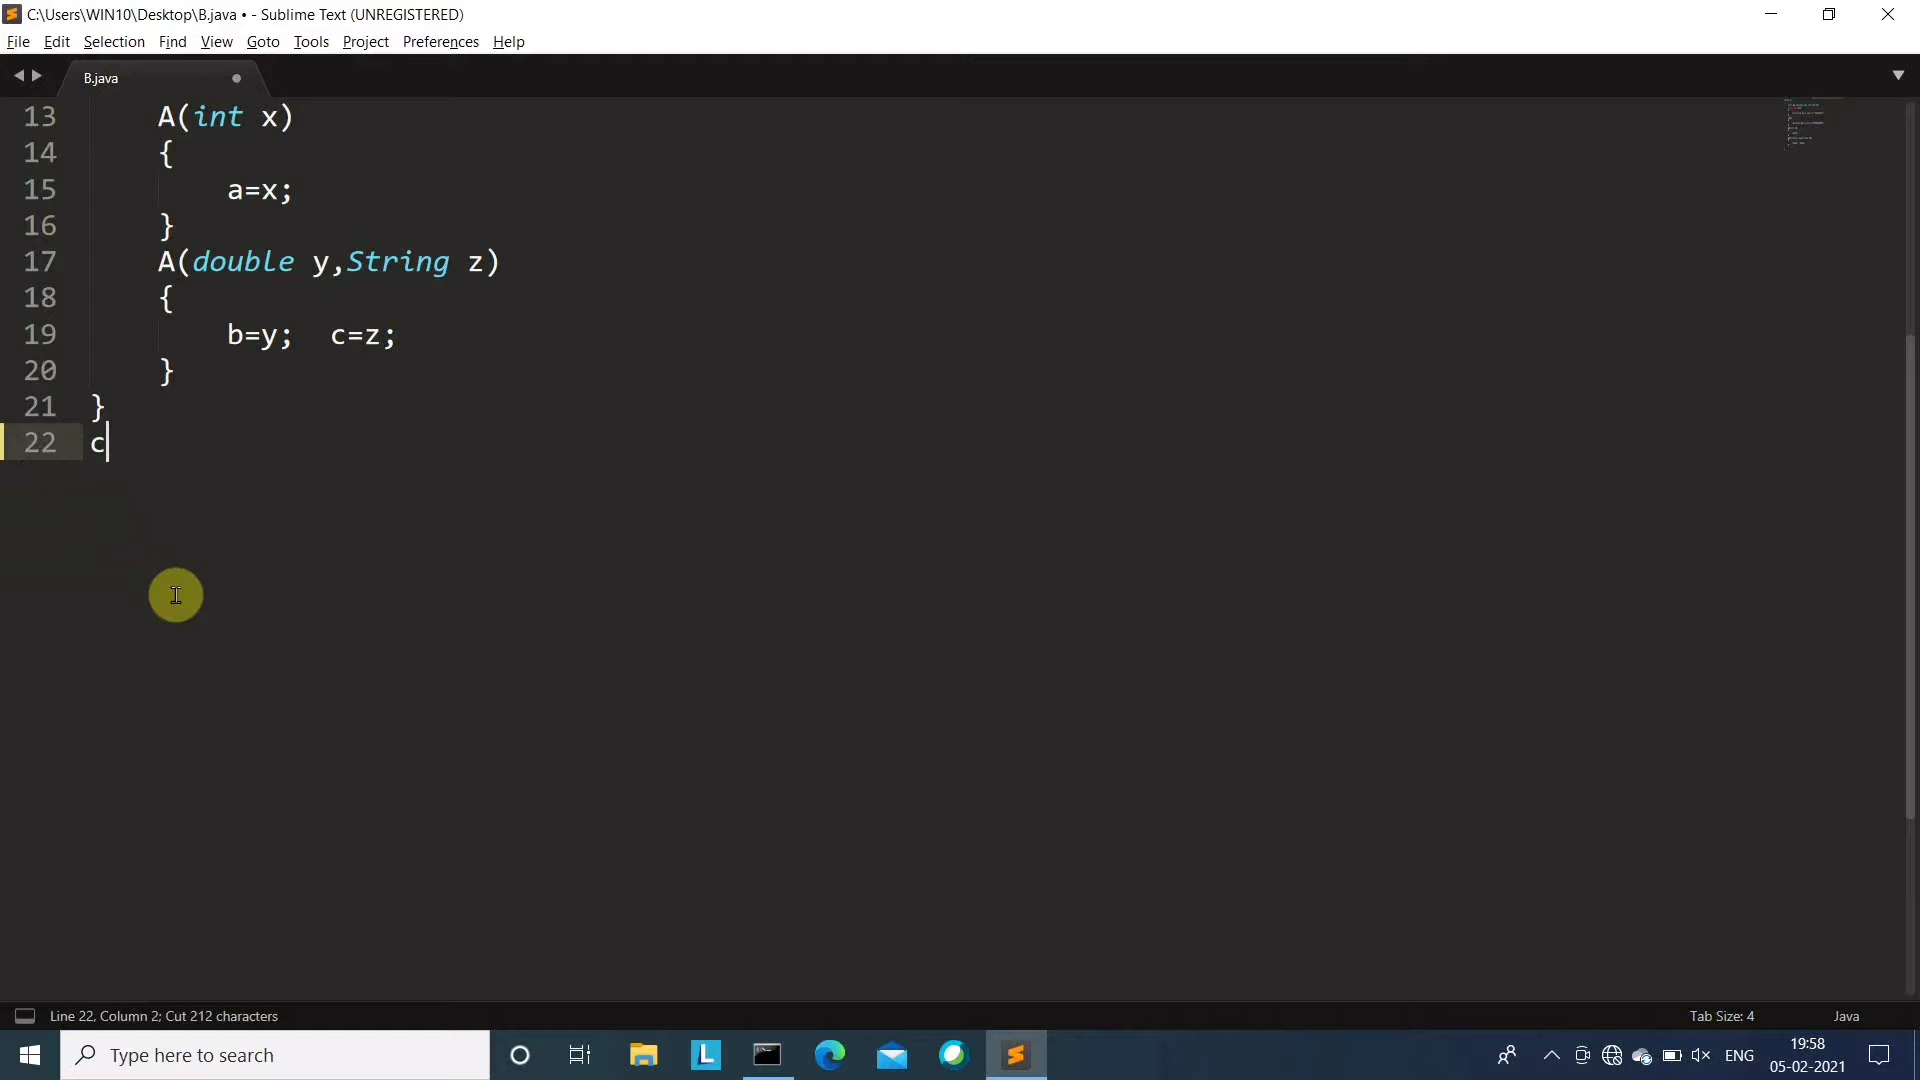 C:\Users\WIN10\Desktop\B.java • - Sublime Text (UNREGISTERED)
File Edit Selection Find View Goto Tools Project Preferences Help
B.java
13 A(int x)
14 {
15 a=x;
16 }
17 A(double y,String z)
18 {
19 b=y; c=z;
20 }
21 }
22 c
Line 22, Column 2; Cut 212 characters
Tab Size: 4
Java
Type here to search
ENG
19:58
05-02-2021